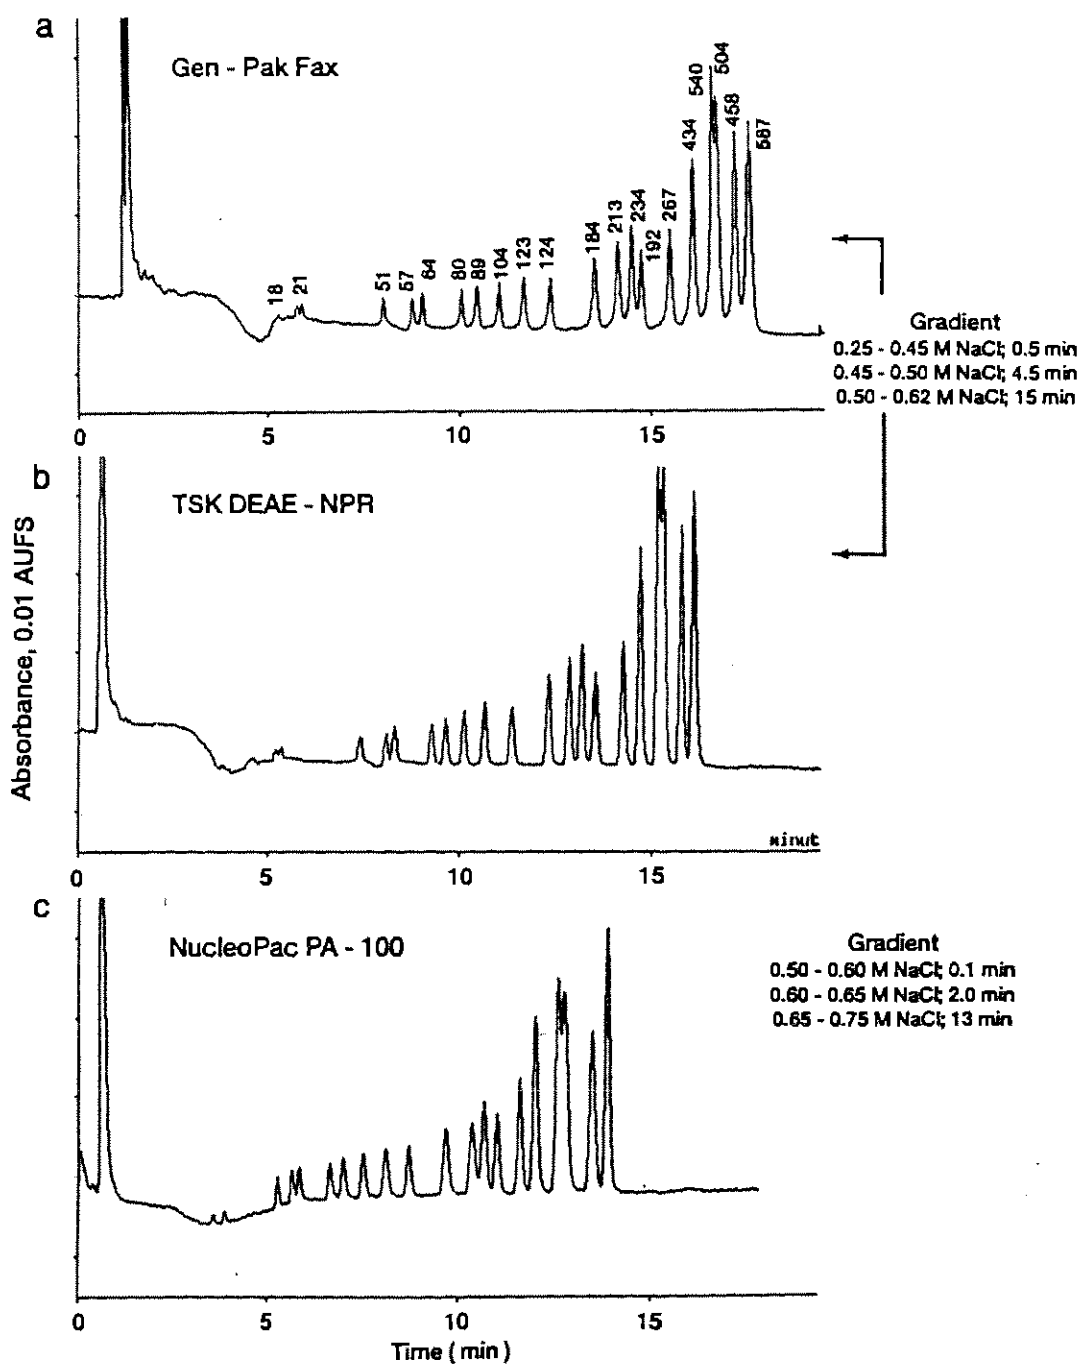 a
Gen - Pak Fax
18
21
51
57
64
80
89
104
123
124
184
213
234
192
267
434
540
504
458
587
0
5
10
15
Gradient
0.25 - 0.45 M NaCl; 0.5 min
0.45 - 0.50 M NaCl; 4.5 min
0.50 - 0.62 M NaCl; 15 min
b
TSK DEAE - NPR
Absorbance, 0.01 AUFS
minut
0
5
10
15
c
NucleoPac PA - 100
Gradient
0.50 - 0.60 M NaCl; 0.1 min
0.60 - 0.65 M NaCl; 2.0 min
0.65 - 0.75 M NaCl; 13 min
0
5
10
15
Time ( min )